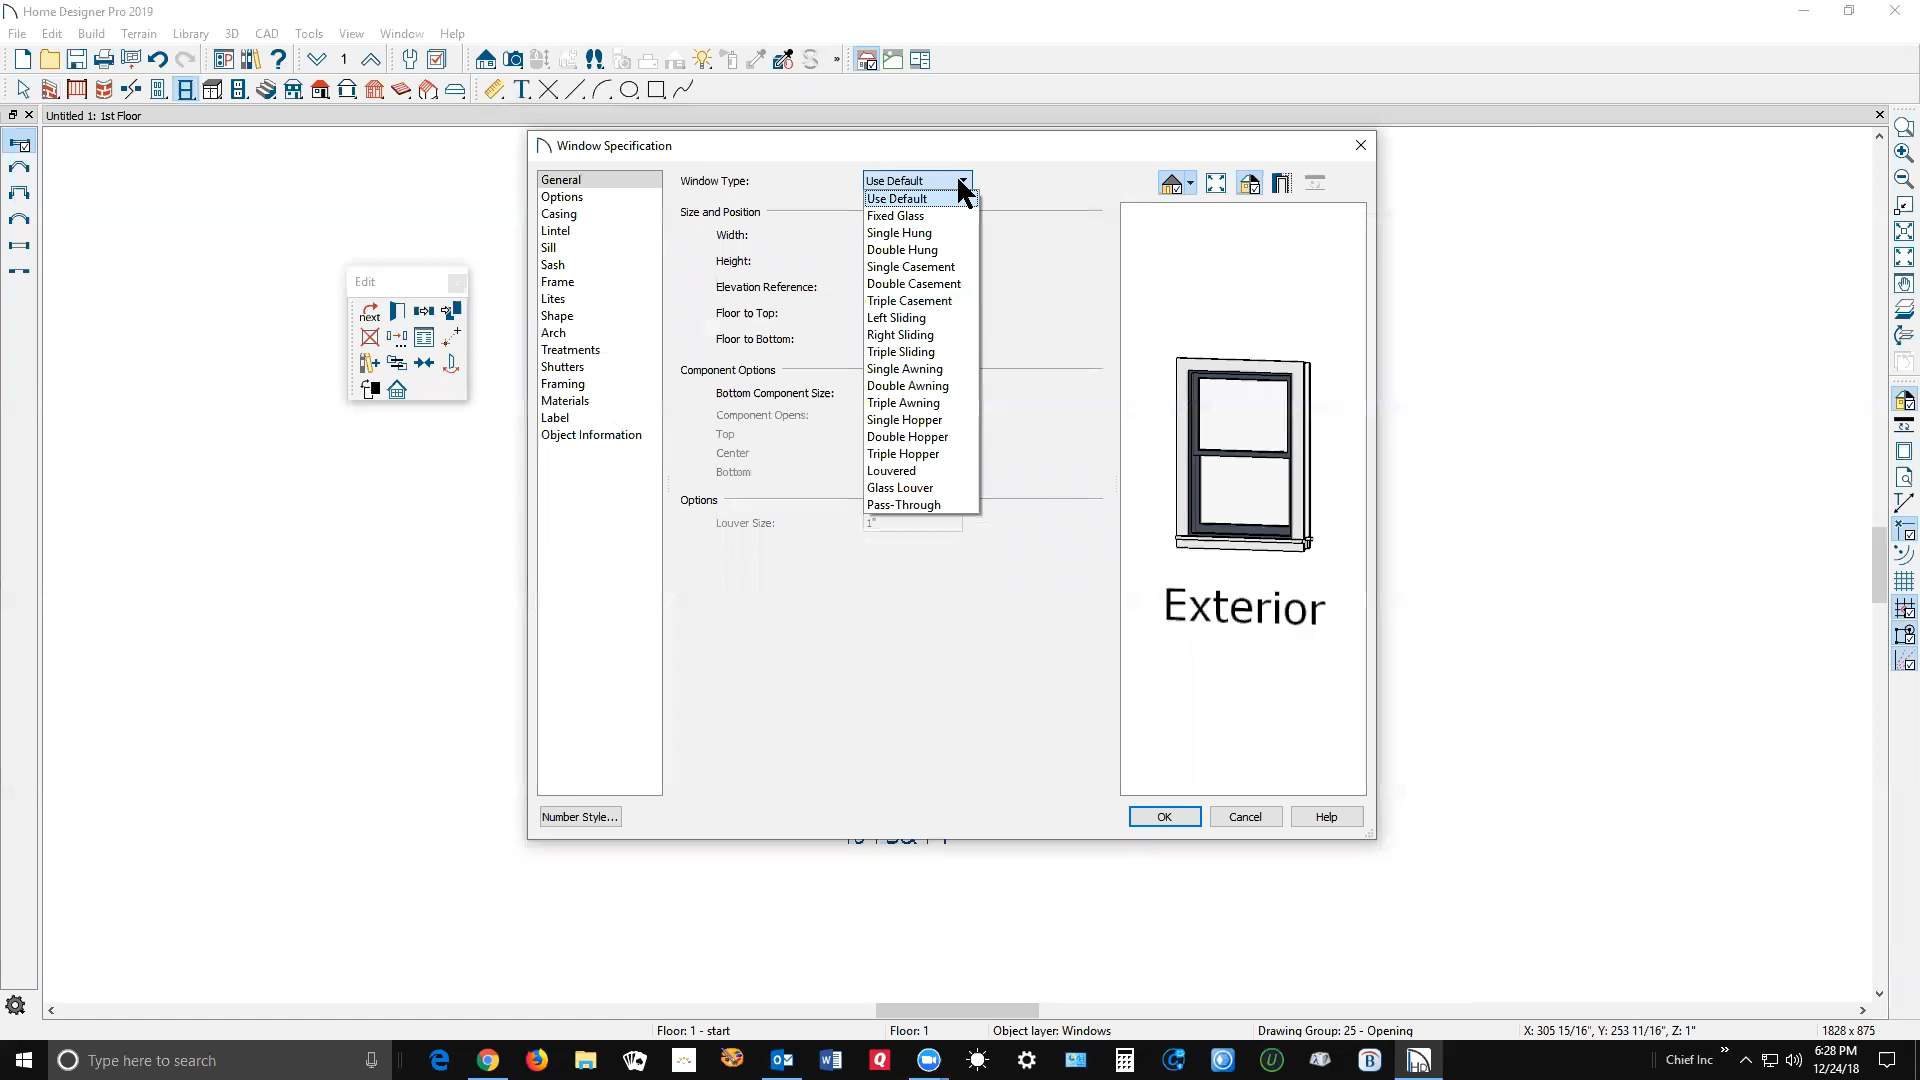 Home Designer Pro 2019
File Edit Build Terrain Library 3D CAD Tools View Window Help
1
Untitled 1: 1st Floor
Window Specification
General
Options
Casing
Lintel
Sill
Sash
Frame
Lites
Shape
Arch
Treatments
Shutters
Framing
Materials
Label
Object Information
Window Type: Use Default
Use Default
Fixed Glass
Single Hung
Double Hung
Single Casement
Double Casement
Triple Casement
Left Sliding
Right Sliding
Triple Sliding
Single Awning
Double Awning
Triple Awning
Single Hopper
Double Hopper
Triple Hopper
Louvered
Glass Louver
Pass-Through
Size and Position
Width:
Height:
Elevation Reference:
Floor to Top:
Floor to Bottom:
Component Options
Bottom Component Size:
Component Opens:
Top
Center
Bottom
Options
Louver Size: 1"
Exterior
Edit
next
Number Style...
OK Cancel Help
Floor: 1 - start Floor: 1 Object layer: Windows Drawing Group: 25 - Opening X: 305 15/16", Y: 253 11/16", Z: 1" 1828 x 875
Type here to search
Chief Inc
6:28 PM
12/24/18